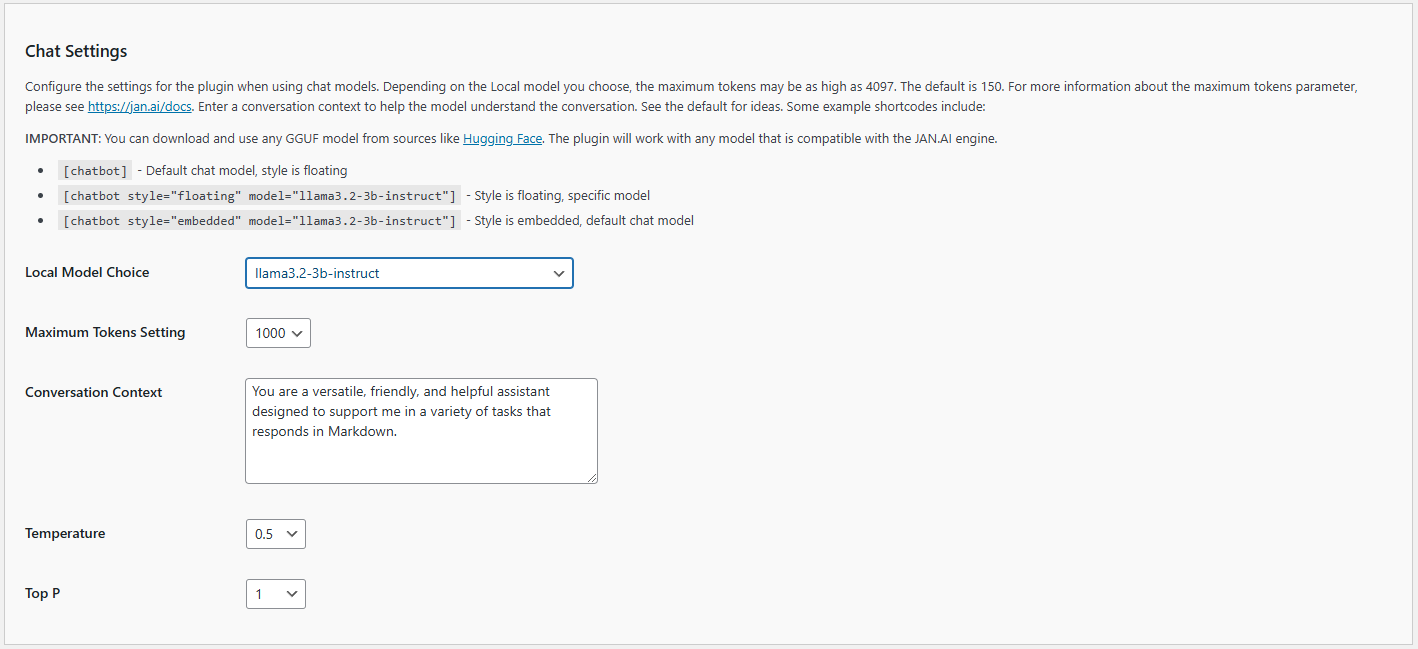 Chat Settings
Configure the settings for the plugin when using chat models. Depending on the Local model you choose, the maximum tokens may be as high as 4097. The default is 150. For more information about the maximum tokens parameter,
please see https://jan.ai/docs. Enter a conversation context to help the model understand the conversation. See the default for ideas. Some example shortcodes include:
IMPORTANT: You can download and use any GGUF model from sources like Hugging Face. The plugin will work with any model that is compatible with the JAN.AI engine.
• [chatbot] - Default chat model, style is floating
• [chatbot style="floating" model="llama3.2-3b-instruct"] - Style is floating, specific model
• [chatbot style="embedded" model="llama3.2-3b-instruct"] - Style is embedded, default chat model
Local Model Choice llama3.2-3b-instruct
Maximum Tokens Setting 1000
Conversation Context You are a versatile, friendly, and helpful assistant
designed to support me in a variety of tasks that
responds in Markdown.
Temperature 0.5
Top P 1